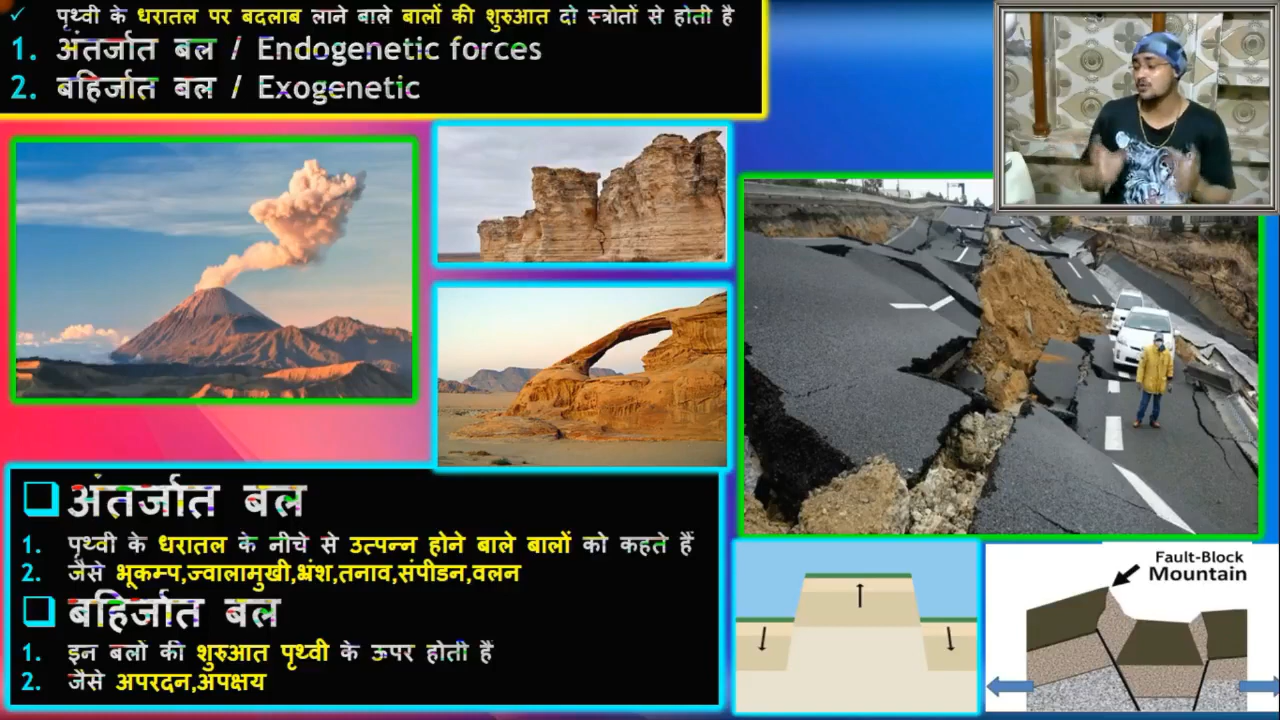 ✓ पृथ्वी के धरातल पर बदलाब लाने बाले बालों की शुरुआत दो स्त्रोतों से होती है
1. अंतर्जात बल / Endogenetic forces
2. बहिर्जात बल / Exogenetic
❑ अंतर्जात बल
1. पृथ्वी के धरातल के नीचे से उत्पन्न होने बाले बालों को कहते हैं
2. जैसे भूकम्प,ज्वालामुखी,भ्रंश,तनाव,संपीडन,वलन
❑ बहिर्जात बल
1. इन बलों की शुरुआत पृथ्वी के ऊपर होती हैं
2. जैसे अपरदन,अपक्षय
Fault-Block
Mountain